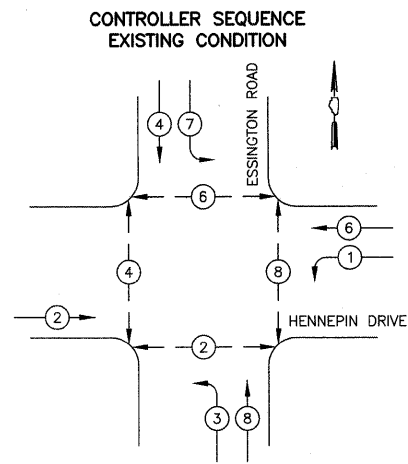 CONTROLLER SEQUENCE
EXISTING CONDITION
ESSINGTON ROAD
4
7
6
6
1
4
8
2
HENNEPIN DRIVE
2
3
8